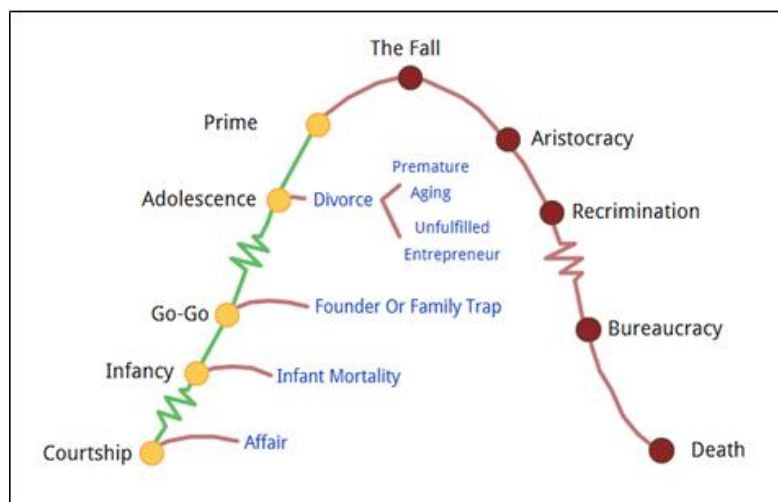 The Fall
Prime
Aristocracy
Premature
Aging
Adolescence
Divorce
Recrimination
Unfulfilled
Entrepreneur
Go-Go
Founder Or Family Trap
Bureaucracy
Infancy
Infant Mortality
Courtship
Affair
Death